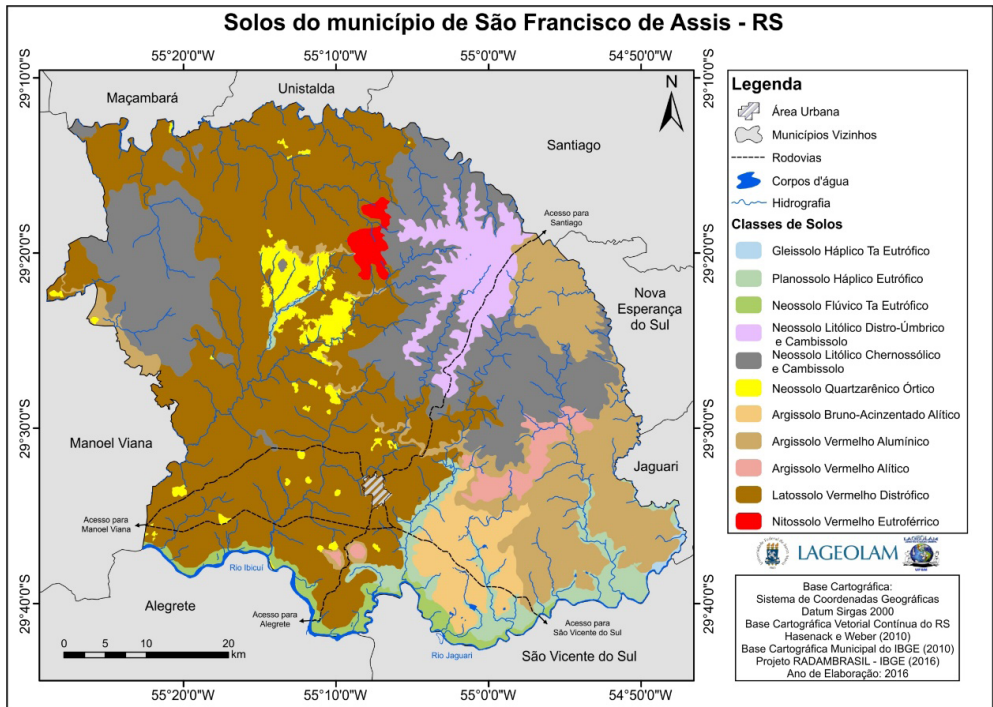 Solos do município de São Francisco de Assis - RS
55°20'0"W
55°10'0"W
55°0'0"W
54°50'0"W
29°10'0"S
29°20'0"S
29°30'0"S
29°40'0"S
Maçambará
Unistalda
Santiago
N
Acesso para
Santiago
Nova
Esperança
do Sul
Manoel Viana
Jaguari
Acesso para
Manoel Viana
Rio Ibicuí
Alegrete
Acesso para
Alegrete
Acesso para
São Vicente do Sul
Rio Jaguari
São Vicente do Sul
0 5 10 20
km
29°10'0"S
29°20'0"S
29°30'0"S
29°40'0"S
55°20'0"W
55°10'0"W
55°0'0"W
54°50'0"W
Legenda
Área Urbana
Municípios Vizinhos
Rodovias
Corpos d'água
Hidrografia
Classes de Solos
Gleissolo Háplico Ta Eutrófico
Planossolo Háplico Eutrófico
Neossolo Flúvico Ta Eutrófico
Neossolo Litólico Distro-Úmbrico
e Cambissolo
Neossolo Litólico Chernossólico
e Cambissolo
Neossolo Quartzarênico Órtico
Argissolo Bruno-Acinzentado Alítico
Argissolo Vermelho Alumínico
Argissolo Vermelho Alítico
Latossolo Vermelho Distrófico
Nitossolo Vermelho Eutroférrico
LAGEOLAM
Base Cartográfica:
Sistema de Coordenadas Geográficas
Datum Sirgas 2000
Base Cartográfica Vetorial Contínua do RS
Hasenack e Weber (2010)
Base Cartográfica Municipal do IBGE (2010)
Projeto RADAMBRASIL - IBGE (2016)
Ano de Elaboração: 2016